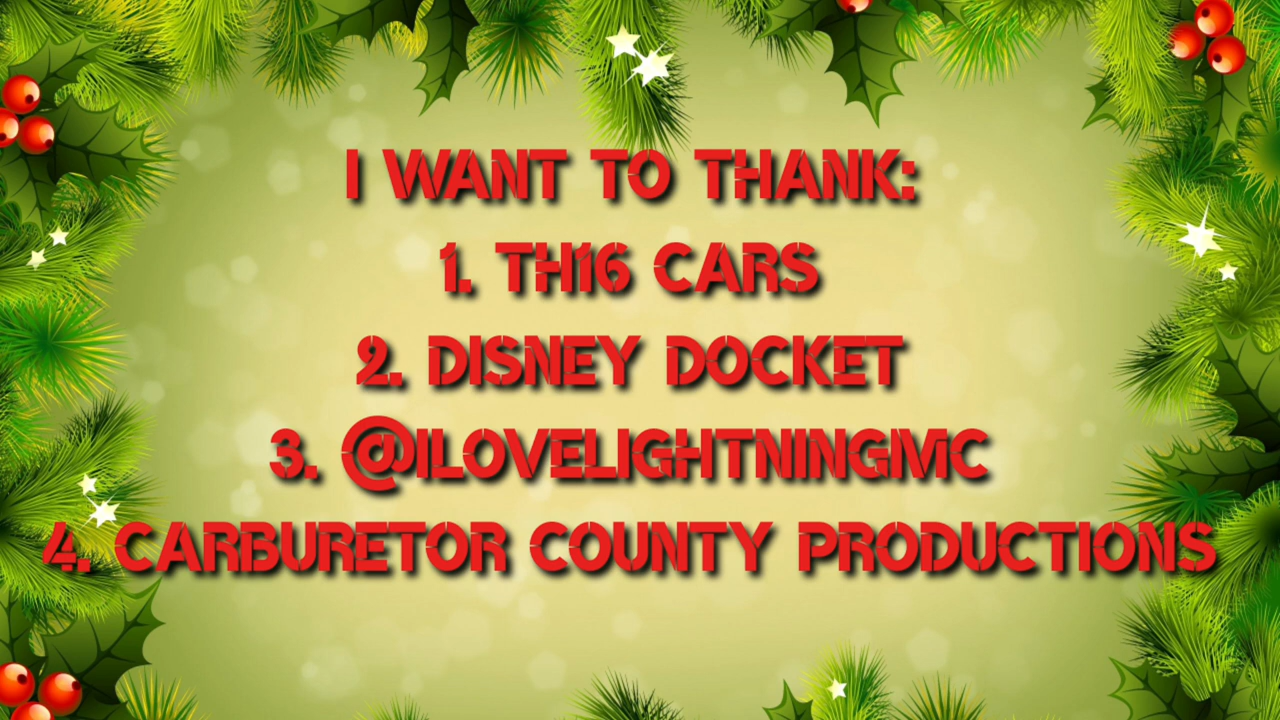 I WANT TO THANK:
1. TH16 CARS
2. DISNEY DOCKET
3. @ILOVELIGHTNINGMC
4. CARBURETOR COUNTY PRODUCTIONS